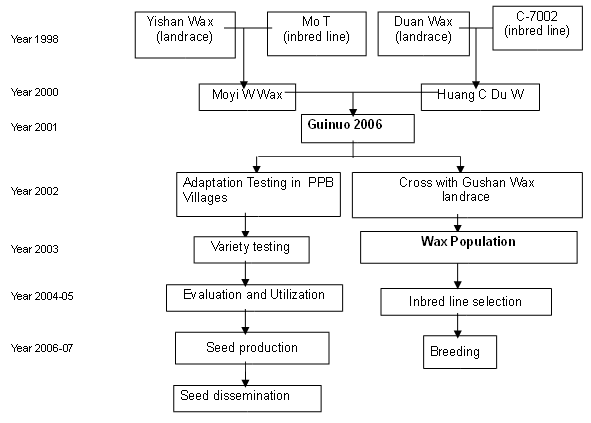 Year 1998
Yishan Wax
(landrace)
Mo T
(inbred line)
Duan Wax
(landrace)
C-7002
(inbred line)
Year 2000
Moyi W Wax
Huang C Du W
Year 2001
Guinuo 2006
Year 2002
Adaptation Testing in PPB
Villages
Cross with Gushan Wax
landrace
Year 2003
Variety testing
Wax Population
Year 2004-05
Evaluation and Utilization
Inbred line selection
Year 2006-07
Seed production
Breeding
Seed dissemination